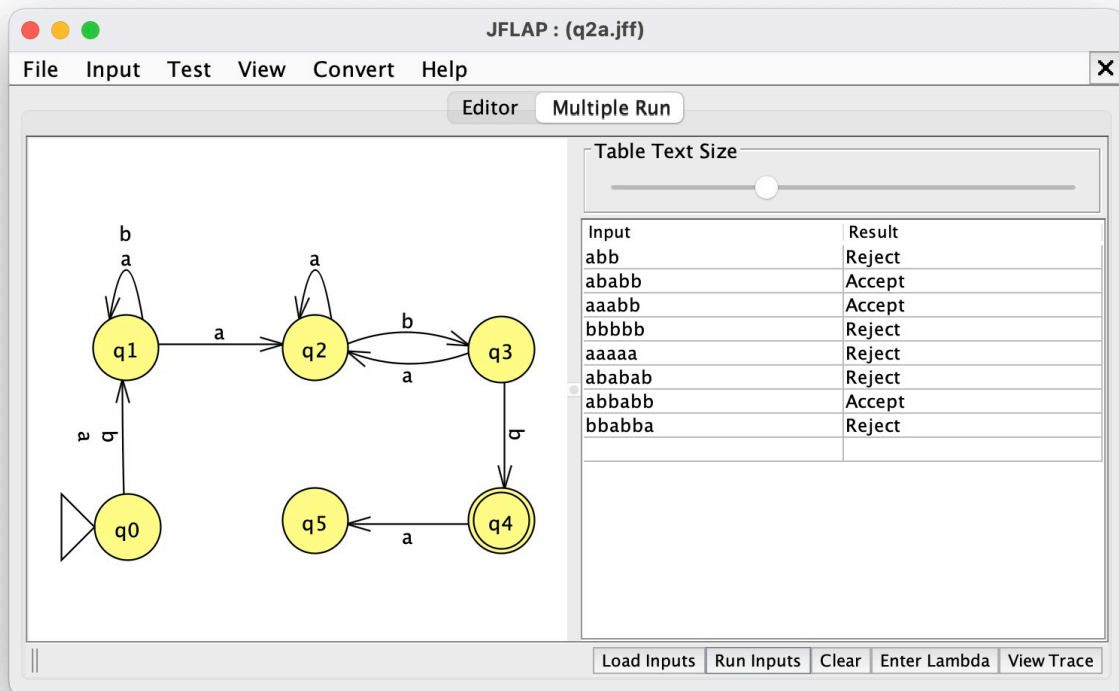 JFLAP : (q2a.jff)
File Input Test View Convert Help
Editor Multiple Run
Table Text Size
Input Result
abb Reject
ababb Accept
aaabb Accept
bbbbb Reject
aaaaa Reject
ababab Reject
abbabb Accept
bbabba Reject
b
a
a
q1
a
q2
b
a
q3
a
b
b
q0
q5
a
q4
Load Inputs Run Inputs Clear Enter Lambda View Trace